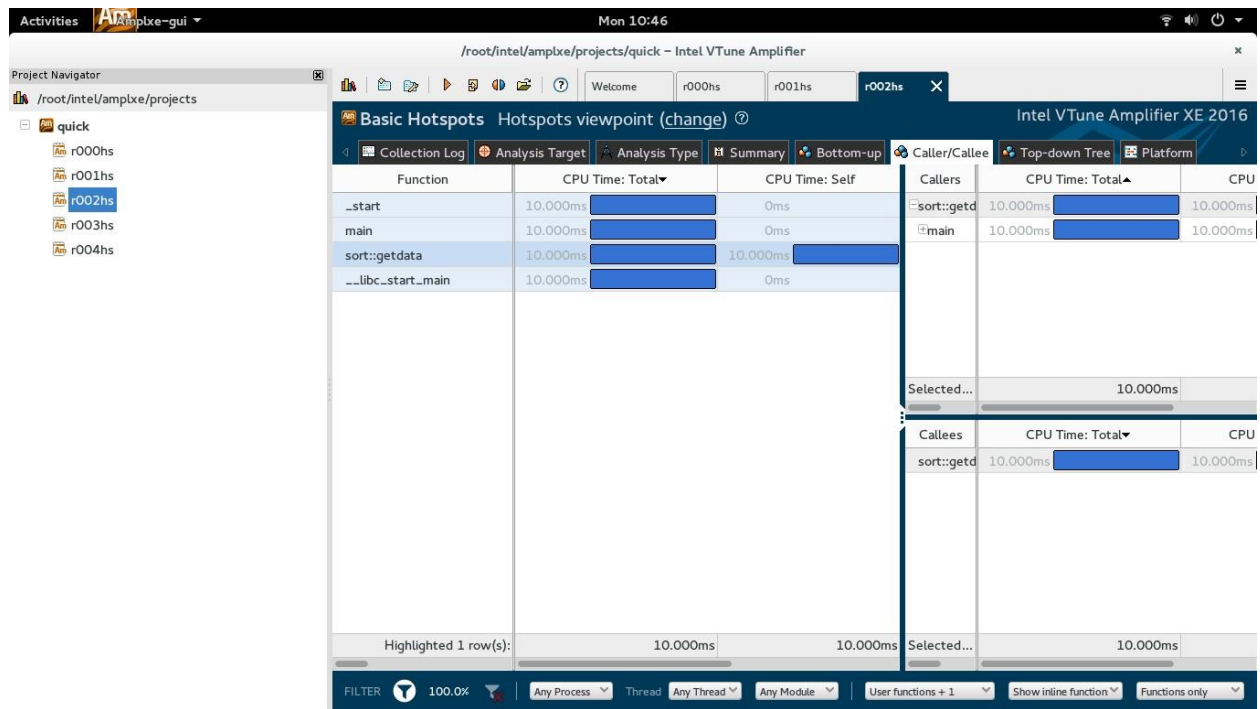 Activities Amplxe-gui Mon 10:46
/root/intel/amplxe/projects/quick – Intel VTune Amplifier ×
Project Navigator
/root/intel/amplxe/projects
quick
r000hs
r001hs
r002hs
r003hs
r004hs
Welcome r000hs r001hs r002hs
Basic Hotspots Hotspots viewpoint (change) Intel VTune Amplifier XE 2016
Collection Log Analysis Target Analysis Type Summary Bottom-up Caller/Callee Top-down Tree Platform
Function CPU Time: Total CPU Time: Self
_start 10.000ms 0ms
main 10.000ms 0ms
sort::getdata 10.000ms 10.000ms
__libc_start_main 10.000ms 0ms
Highlighted 1 row(s): 10.000ms 10.000ms
Callers CPU Time: Total CPU
sort::getd 10.000ms 10.000ms
main 10.000ms 10.000ms
Selected... 10.000ms
Callees CPU Time: Total CPU
sort::getd 10.000ms 10.000ms
Selected... 10.000ms
FILTER 100.0% Any Process Thread Any Thread Any Module User functions + 1 Show inline function Functions only